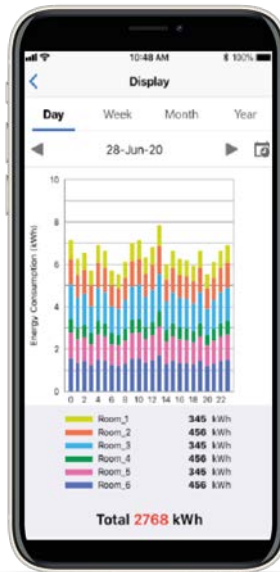 10:48 AM 100%
Display
Day Week Month Year
28-Jun-20
Energy Consumption (kWh)
10
8
6
4
2
0
0 2 4 6 8 10 12 14 16 18 20 22
Room_1 345 kWh
Room_2 456 kWh
Room_3 345 kWh
Room_4 456 kWh
Room_5 345 kWh
Room_6 456 kWh
Total 2768 kWh